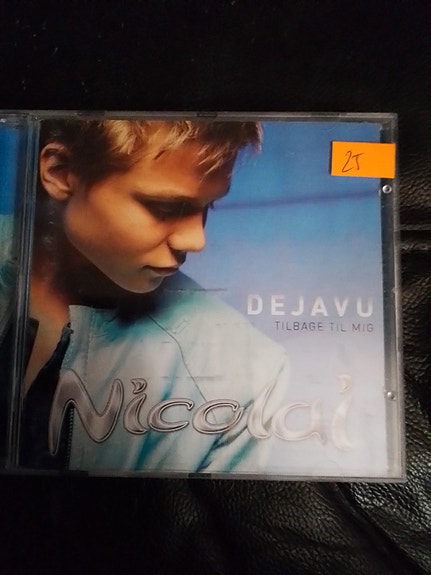 25
DEJAVU
TILBAGE TIL MIG
Nicolai